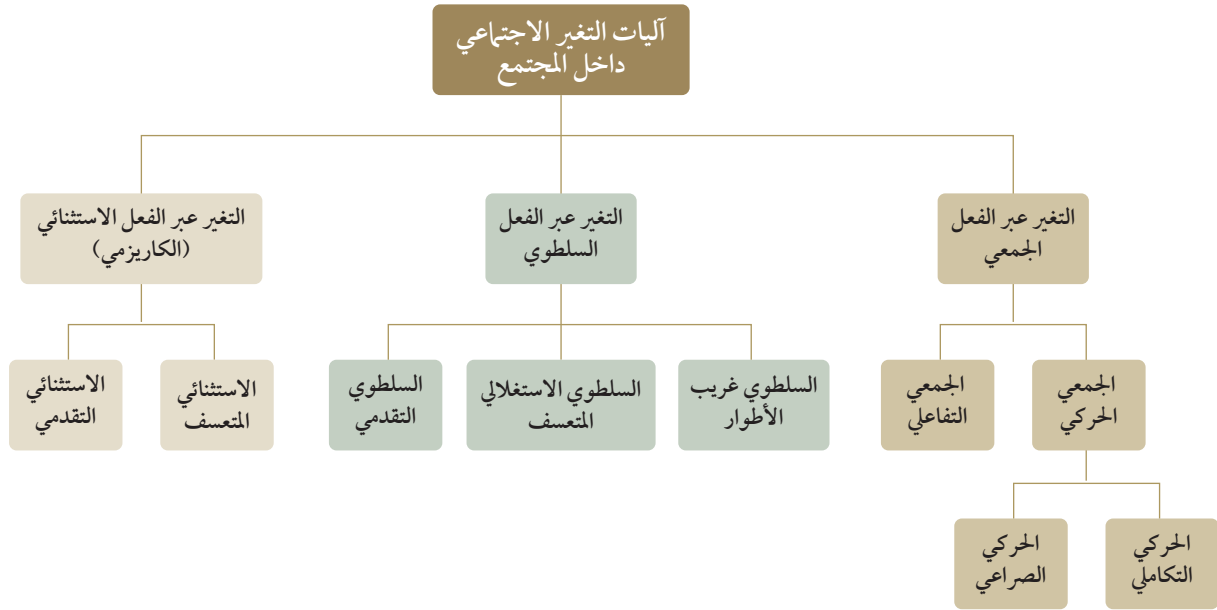 آليات التغير الاجتماعي
داخل المجتمع
التغير عبر الفعل
الجمعي
التغير عبر الفعل
السلطوي
التغير عبر الفعل الاستثنائي
(الكاريزمي)
الجمعي
الحركي
الجمعي
التفاعلي
السلطوي غريب
الأطوار
السلطوي الاستغلالي
المتعسف
السلطوي
التقدمي
الاستثنائي
المتعسف
الاستثنائي
التقدمي
الحركي
التكاملي
الحركي
الصراعي